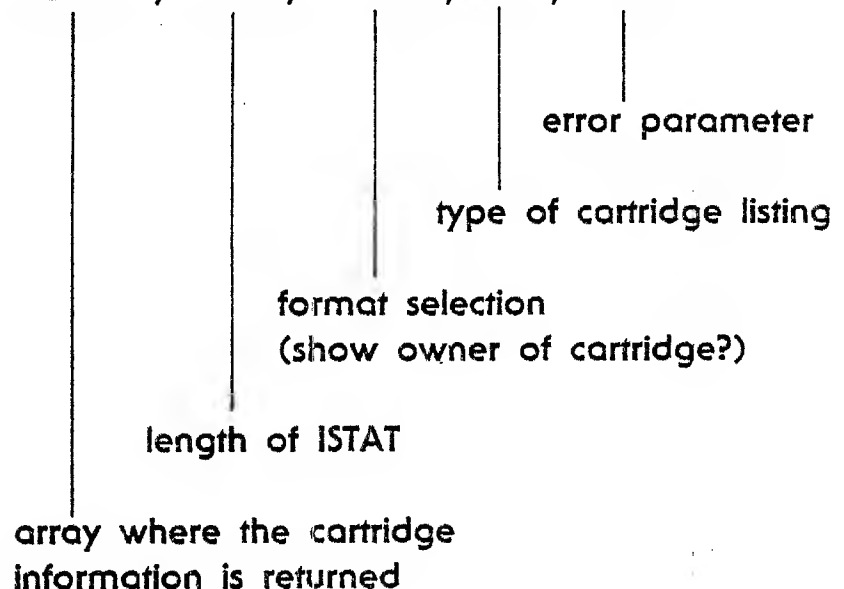 error parameter
type of cartridge listing
format selection
(show owner of cartridge?)
length of ISTAT
array where the cartridge
information is returned